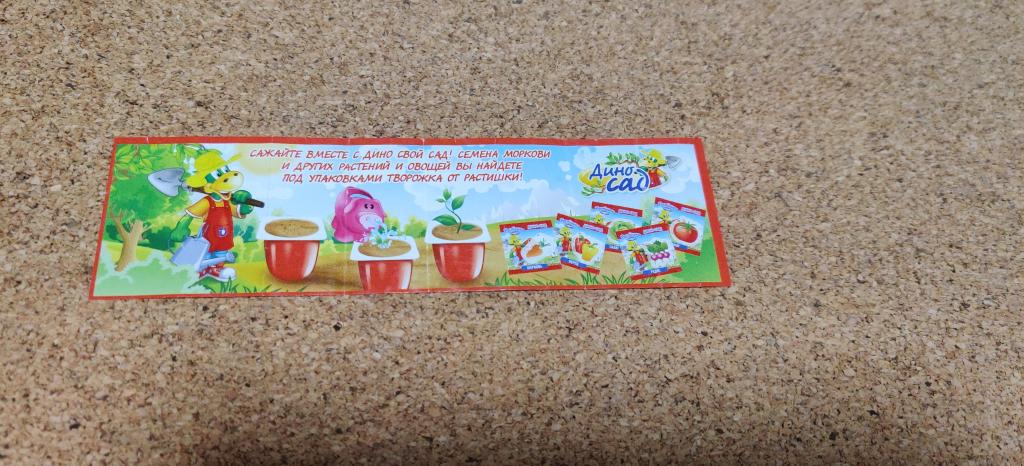 САЖАЙТЕ ВМЕСТЕ С ДИНО СВОЙ САД! СЕМЕНА МОРКОВИ
И ДРУГИХ РАСТЕНИЙ И ОВОЩЕЙ ВЫ НАЙДЕТЕ
ПОД УПАКОВКАМИ ТВОРОЖКА ОТ РАСТИШКИ!
Дино
сад